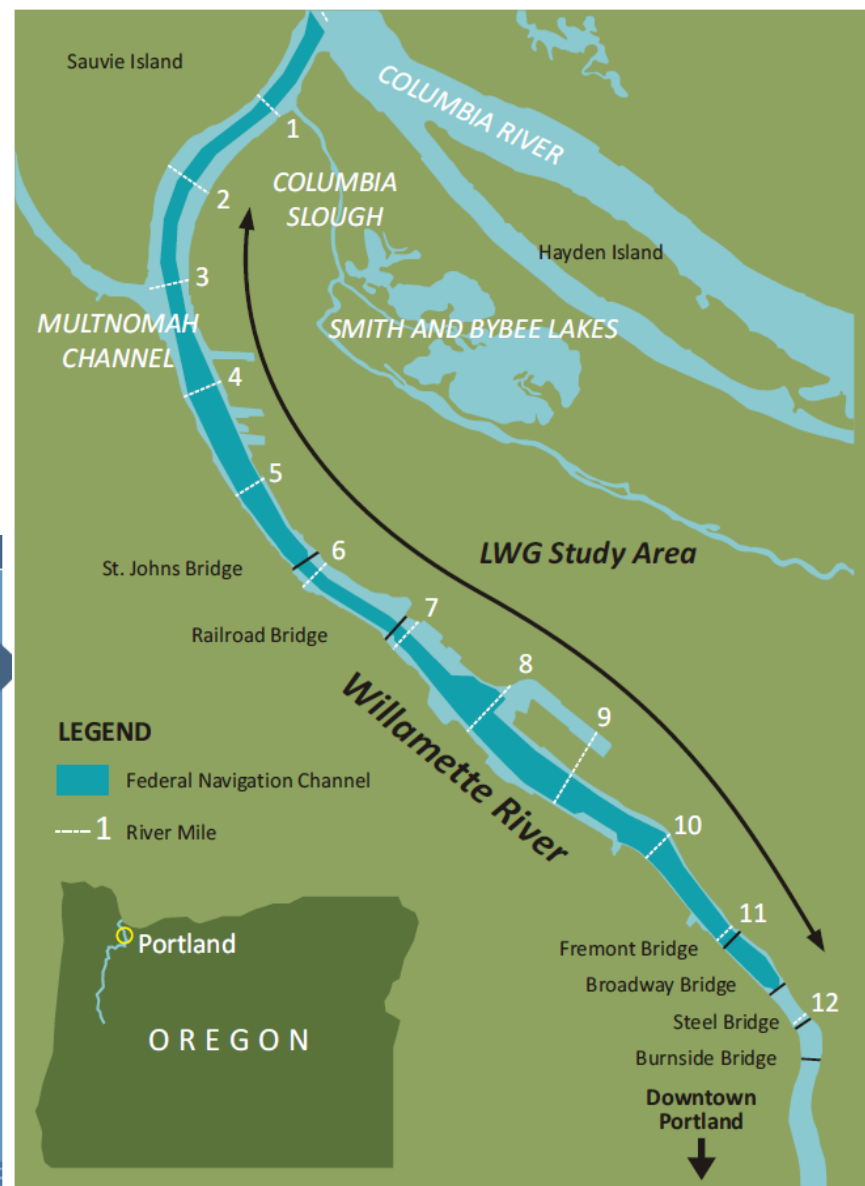 Sauvie Island
COLUMBIA RIVER
1
COLUMBIA
SLOUGH
2
Hayden Island
3
MULTNOMAH
CHANNEL
SMITH AND BYBEE LAKES
4
5
LWG Study Area
6
St. Johns Bridge
7
Railroad Bridge
8
9
Willamette River
LEGEND
Federal Navigation Channel
1 River Mile
10
11
Fremont Bridge
Broadway Bridge
12
Steel Bridge
Burnside Bridge
Portland
OREGON
Downtown
Portland